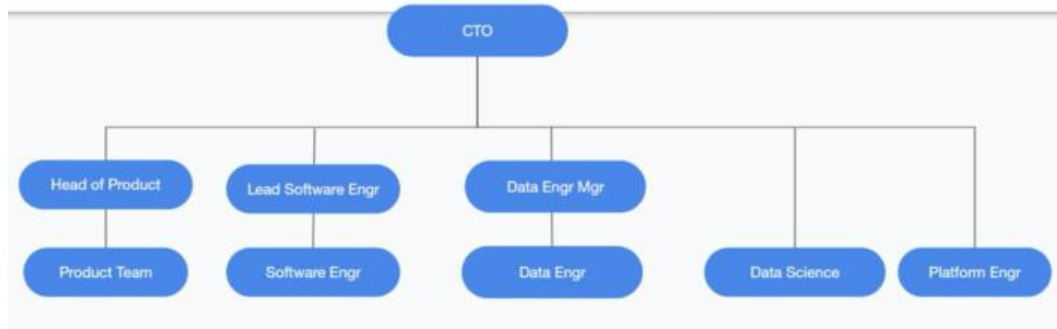 CTO
Head of Product
Lead Software Engr
Data Engr Mgr
Product Team
Software Engr
Data Engr
Data Science
Platform Engr